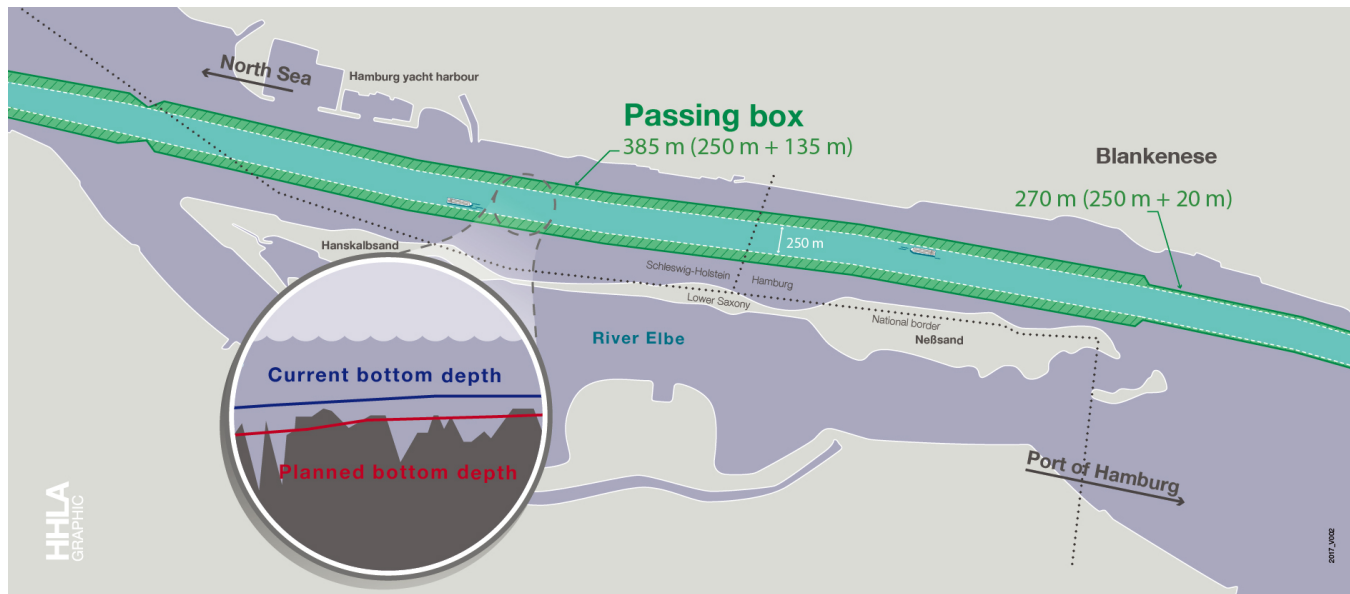 North Sea
Hamburg yacht harbour
Passing box
385 m (250 m + 135 m)
Blankenese
270 m (250 m + 20 m)
250 m
Hanskalbsand
Schleswig-Holstein
Hamburg
Lower Saxony
National border
Neßsand
River Elbe
Current bottom depth
Planned bottom depth
Port of Hamburg
HHLA
GRAPHIC
2017_V002